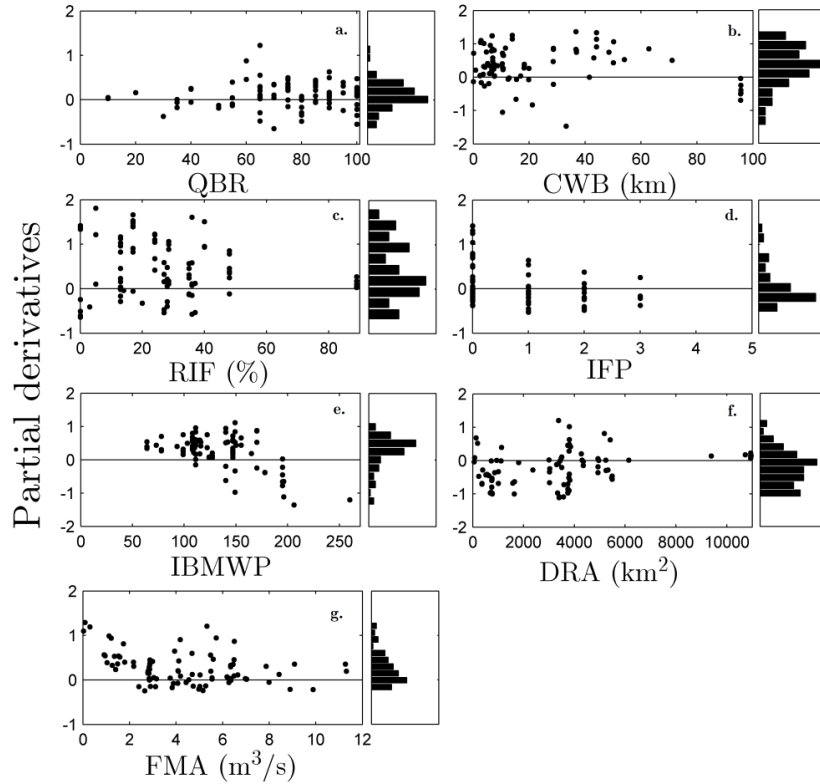 Partial derivatives
a.
2
1
0
-1
0 20 40 60 80 100
QBR
b.
2
1
0
-1
-2
0 20 40 60 80 100
CWB (km)
c.
2
1
0
-1
0 20 40 60 80
RIF (%)
d.
2
1
0
-1
0 1 2 3 4 5
IFP
e.
2
1
0
-1
-2
0 50 100 150 200 250
IBMWP
f.
2
1
0
-1
-2
0 2000 4000 6000 8000 10000
DRA (km²)
g.
2
1
0
-1
0 2 4 6 8 10 12
FMA (m³/s)